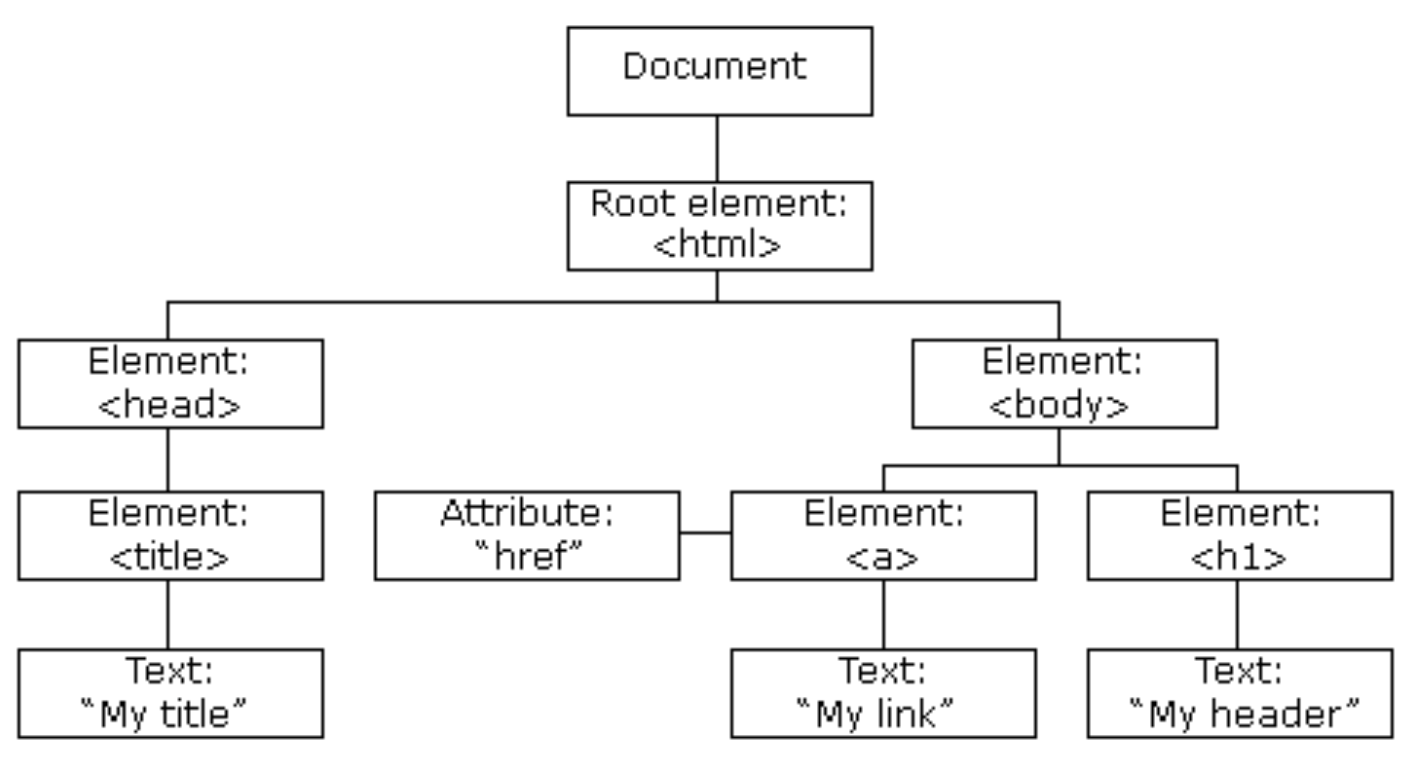 Document
Root element:
<html>
Element:
<head>
Element:
<body>
Element:
<title>
Attribute:
“href”
Element:
<a>
Element:
<h1>
Text:
“My title”
Text:
“My link”
Text:
“My header”